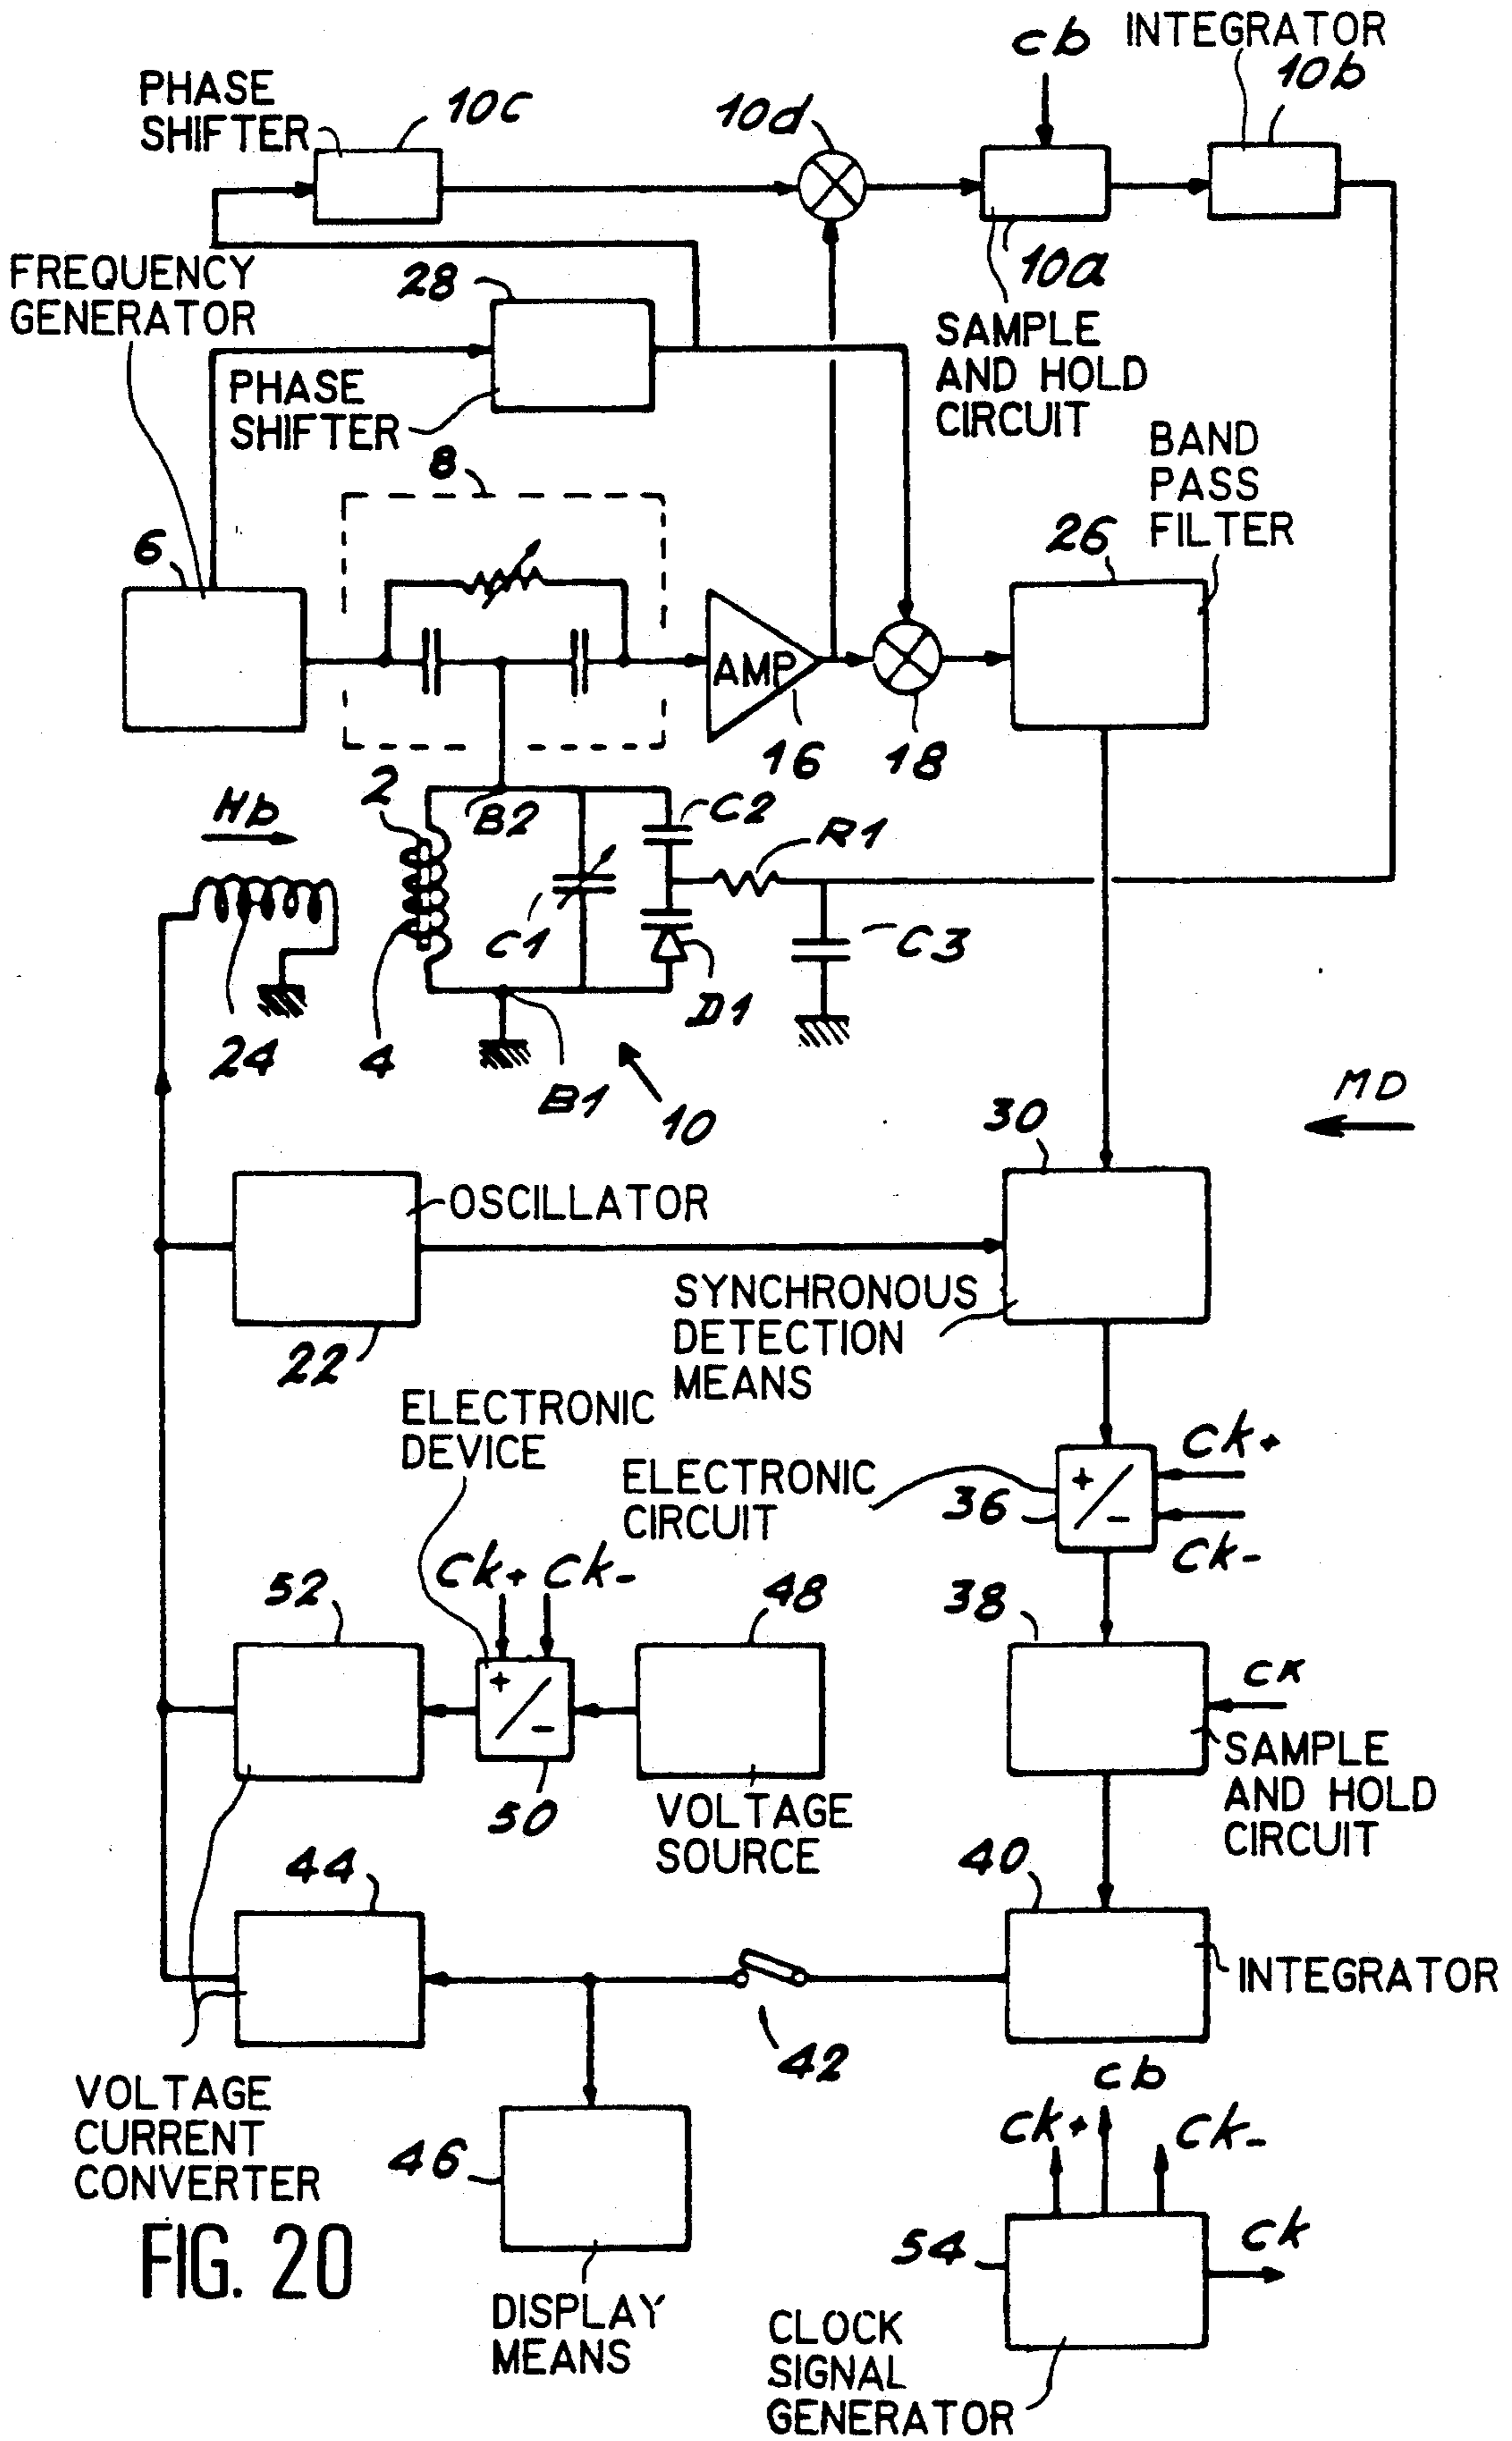 cb
INTEGRATOR
10b
PHASE
SHIFTER
10c
10d
10a
FREQUENCY
GENERATOR
28
SAMPLE
AND HOLD
CIRCUIT
PHASE
SHIFTER
BAND
PASS
FILTER
8
26
6
AMP
16
18
2
Hb
B2
C2
R1
C1
C3
D1
24
4
B1
10
MD
30
OSCILLATOR
SYNCHRONOUS
DETECTION
MEANS
22
ELECTRONIC
DEVICE
ELECTRONIC
CIRCUIT
36
+
-
Ck+
Ck-
52
Ck+ Ck-
48
38
+
-
CK
50
VOLTAGE
SOURCE
SAMPLE
AND HOLD
CIRCUIT
44
40
INTEGRATOR
42
VOLTAGE
CURRENT
CONVERTER
cb
Ck+
Ck-
46
54
Ck
FIG. 20
DISPLAY
MEANS
CLOCK
SIGNAL
GENERATOR